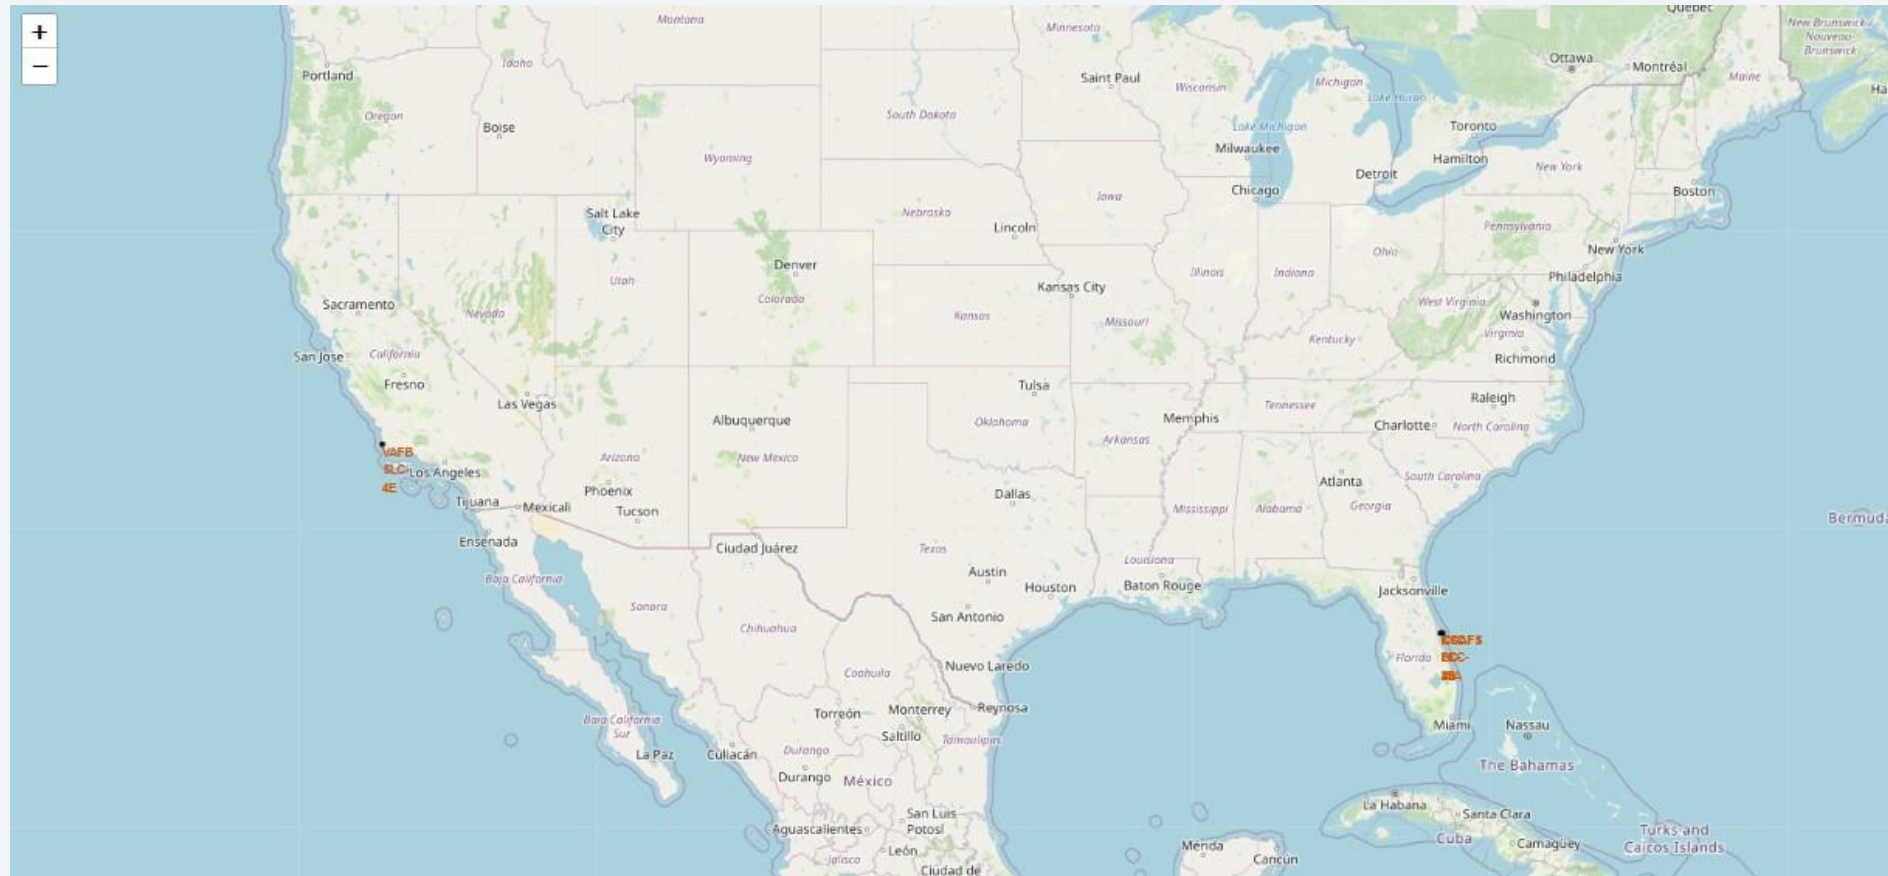 +
−
Montana
Minnesota
Québec
New Brunswick /
Nouveau-
Brunswick
Portland
Idaho
Saint Paul
Wisconsin
Michigan
Lake Huron
Ottawa
Montréal
Maine
Ha
Oregon
Boise
South Dakota
Lake Michigan
Toronto
Wyoming
Milwaukee
Hamilton
New York
Detroit
Chicago
Iowa
Boston
Salt Lake
City
Nebraska
Lincoln
Pennsylvania
New York
Denver
Ohio
Utah
Illinois
Indiana
Philadelphia
Kansas City
Colorado
Sacramento
Nevada
Kansas
Missouri
West Virginia
Washington
Virginia
Kentucky
San Jose
California
Richmond
Fresno
Tulsa
Las Vegas
Raleigh
Albuquerque
Oklahoma
Memphis
Tennessee
Charlotte
North Carolina
Arkansas
VAFB
SLC-
4E
Los Angeles
Arizona
New Mexico
South Carolina
Atlanta
Phoenix
Dallas
Tijuana
Mexicali
Tucson
Mississippi
Alabama
Georgia
Bermuda
Ensenada
Ciudad Juárez
Texas
Louisiana
Austin
Houston
Baton Rouge
Baja California
Jacksonville
Sonora
San Antonio
Chihuahua
Florida
Nuevo Laredo
Coahuila
Torreón
Monterrey
Reynosa
Baja California
Sur
Saltillo
Tamaulipas
Miami
Nassau
La Paz
Culiacán
Durango
Durango
México
The Bahamas
La Habana
San Luis
Potosí
Santa Clara
Aguascalientes
Cuba
Camagüey
Turks and
Caicos Islands
Jalisco
León
Mérida
Cancún
Ciudad de